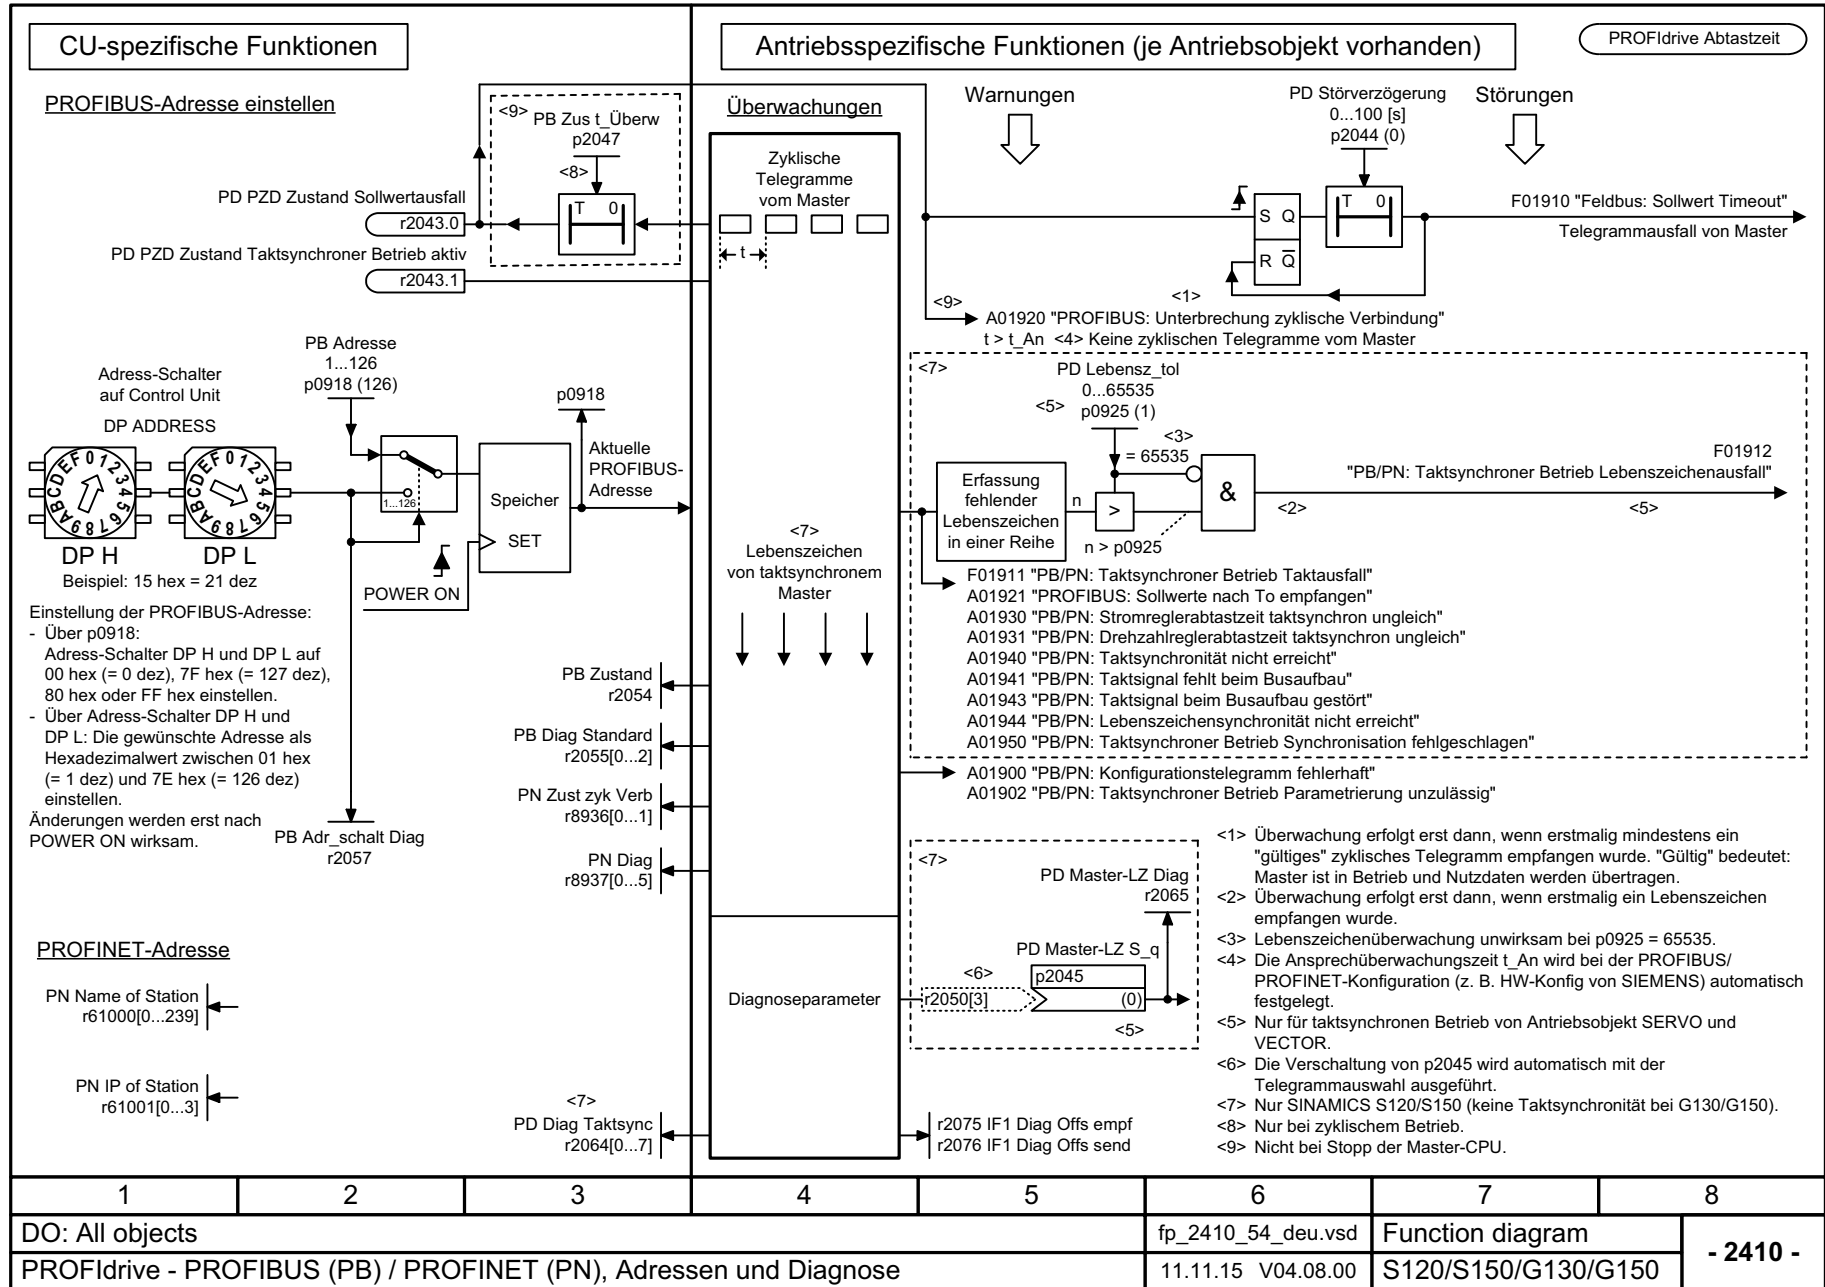 CU-spezifische Funktionen
Antriebsspezifische Funktionen (je Antriebsobjekt vorhanden)
PROFIdrive Abtastzeit
PROFIBUS-Adresse einstellen
<9>
PB Zus t_Überw
p2047
<8>
T 0
PD PZD Zustand Sollwertausfall
r2043.0
PD PZD Zustand Taktsynchroner Betrieb aktiv
r2043.1
Adress-Schalter
auf Control Unit
DP ADDRESS
0 1 2 3 4 5 6 7 8 9 A B C D E F
0 1 2 3 4 5 6 7 8 9 A B C D E F
DP H
DP L
Beispiel: 15 hex = 21 dez
PB Adresse
1...126
p0918 (126)
1...126
POWER ON
Speicher
SET
p0918
Aktuelle
PROFIBUS-
Adresse
Einstellung der PROFIBUS-Adresse:
- Über p0918:
Adress-Schalter DP H und DP L auf
00 hex (= 0 dez), 7F hex (= 127 dez),
80 hex oder FF hex einstellen.
- Über Adress-Schalter DP H und
DP L: Die gewünschte Adresse als
Hexadezimalwert zwischen 01 hex
(= 1 dez) und 7E hex (= 126 dez)
einstellen.
Änderungen werden erst nach
POWER ON wirksam.
PB Adr_schalt Diag
r2057
PB Zustand
r2054
PB Diag Standard
r2055[0...2]
PN Zust zyk Verb
r8936[0...1]
PN Diag
r8937[0...5]
PROFINET-Adresse
PN Name of Station
r61000[0...239]
PN IP of Station
r61001[0...3]
<7>
PD Diag Taktsync
r2064[0...7]
Überwachungen
Zyklische
Telegramme
vom Master
t
<7>
Lebenszeichen
von taktsynchronem
Master
Diagnoseparameter
Warnungen
PD Störverzögerung
0...100 [s]
p2044 (0)
Störungen
S Q
R Q
T 0
F01910 "Feldbus: Sollwert Timeout"
Telegrammausfall von Master
<1>
<9>
A01920 "PROFIBUS: Unterbrechung zyklische Verbindung"
t > t_An <4> Keine zyklischen Telegramme vom Master
<7>
PD Lebensz_tol
0...65535
<5> p0925 (1)
<3>
= 65535
Erfassung
fehlender
Lebenszeichen
in einer Reihe
n
>
n > p0925
&
<2>
F01912
"PB/PN: Taktsynchroner Betrieb Lebenszeichenausfall"
<5>
F01911 "PB/PN: Taktsynchroner Betrieb Taktausfall"
A01921 "PROFIBUS: Sollwerte nach To empfangen"
A01930 "PB/PN: Stromreglerabtastzeit taktsynchron ungleich"
A01931 "PB/PN: Drehzahlreglerabtastzeit taktsynchron ungleich"
A01940 "PB/PN: Taktsynchronität nicht erreicht"
A01941 "PB/PN: Taktsignal fehlt beim Busaufbau"
A01943 "PB/PN: Taktsignal beim Busaufbau gestört"
A01944 "PB/PN: Lebenszeichensynchronität nicht erreicht"
A01950 "PB/PN: Taktsynchroner Betrieb Synchronisation fehlgeschlagen"
A01900 "PB/PN: Konfigurationstelegramm fehlerhaft"
A01902 "PB/PN: Taktsynchroner Betrieb Parametrierung unzulässig"
<7>
PD Master-LZ Diag
r2065
PD Master-LZ S_q
<6>
p2045
r2050[3]
(0)
<5>
r2075 IF1 Diag Offs empf
r2076 IF1 Diag Offs send
<1> Überwachung erfolgt erst dann, wenn erstmalig mindestens ein
"gültiges" zyklisches Telegramm empfangen wurde. "Gültig" bedeutet:
Master ist in Betrieb und Nutzdaten werden übertragen.
<2> Überwachung erfolgt erst dann, wenn erstmalig ein Lebenszeichen
empfangen wurde.
<3> Lebenszeichenüberwachung unwirksam bei p0925 = 65535.
<4> Die Ansprechüberwachungszeit t_An wird bei der PROFIBUS/
PROFINET-Konfiguration (z. B. HW-Konfig von SIEMENS) automatisch
festgelegt.
<5> Nur für taktsynchronen Betrieb von Antriebsobjekt SERVO und
VECTOR.
<6> Die Verschaltung von p2045 wird automatisch mit der
Telegrammauswahl ausgeführt.
<7> Nur SINAMICS S120/S150 (keine Taktsynchronität bei G130/G150).
<8> Nur bei zyklischem Betrieb.
<9> Nicht bei Stopp der Master-CPU.
1 2 3 4 5 6 7 8
DO: All objects
fp_2410_54_deu.vsd
Function diagram
- 2410 -
PROFIdrive - PROFIBUS (PB) / PROFINET (PN), Adressen und Diagnose
11.11.15 V04.08.00
S120/S150/G130/G150